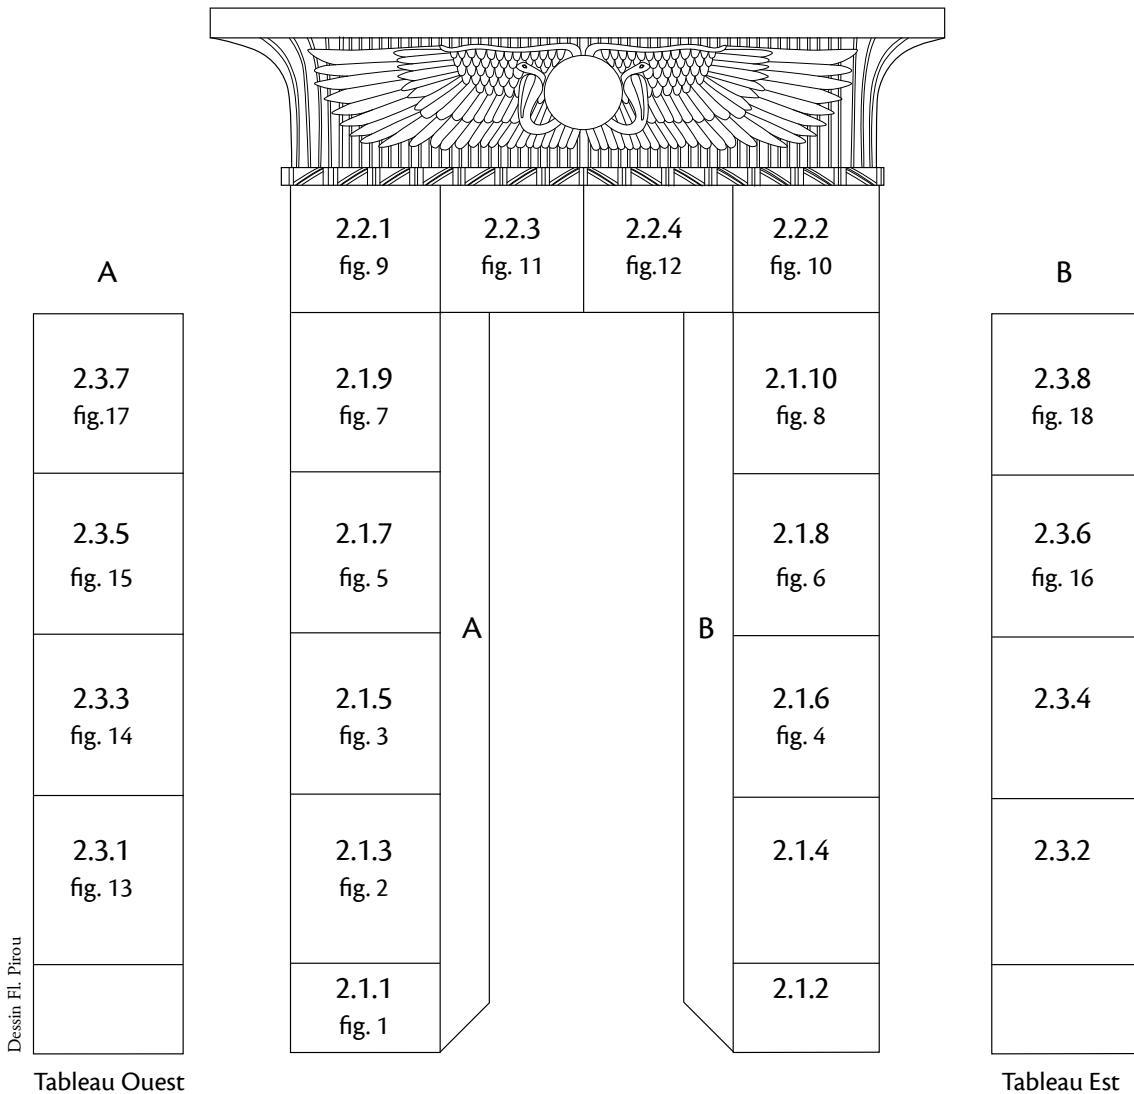 2.2.1
fig. 9
2.2.3
fig. 11
2.2.4
fig.12
2.2.2
fig. 10
A
B
2.3.7
fig.17
2.1.9
fig. 7
2.1.10
fig. 8
2.3.8
fig. 18
2.3.5
fig. 15
2.1.7
fig. 5
2.1.8
fig. 6
2.3.6
fig. 16
A
B
2.3.3
fig. 14
2.1.5
fig. 3
2.1.6
fig. 4
2.3.4
2.3.1
fig. 13
2.1.3
fig. 2
2.1.4
2.3.2
2.1.1
fig. 1
2.1.2
Dessin Fl. Pirou
Tableau Ouest
Tableau Est